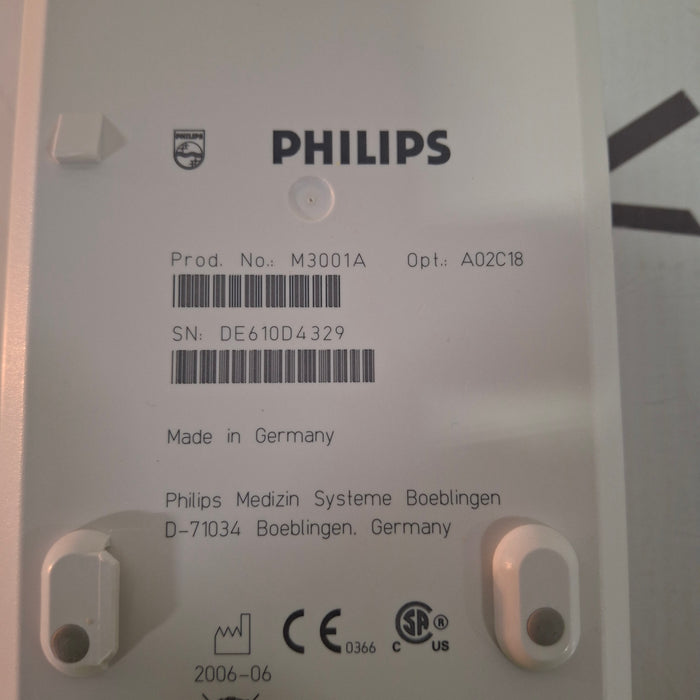 PHILIPS
PHILIPS
Prod. No.: M3001A Opt.: A02C18
SN: DE610D4329
Made in Germany
Philips Medizin Systeme Boeblingen
D-71034 Boeblingen. Germany
CE 0366 C SA ® US
2006-06